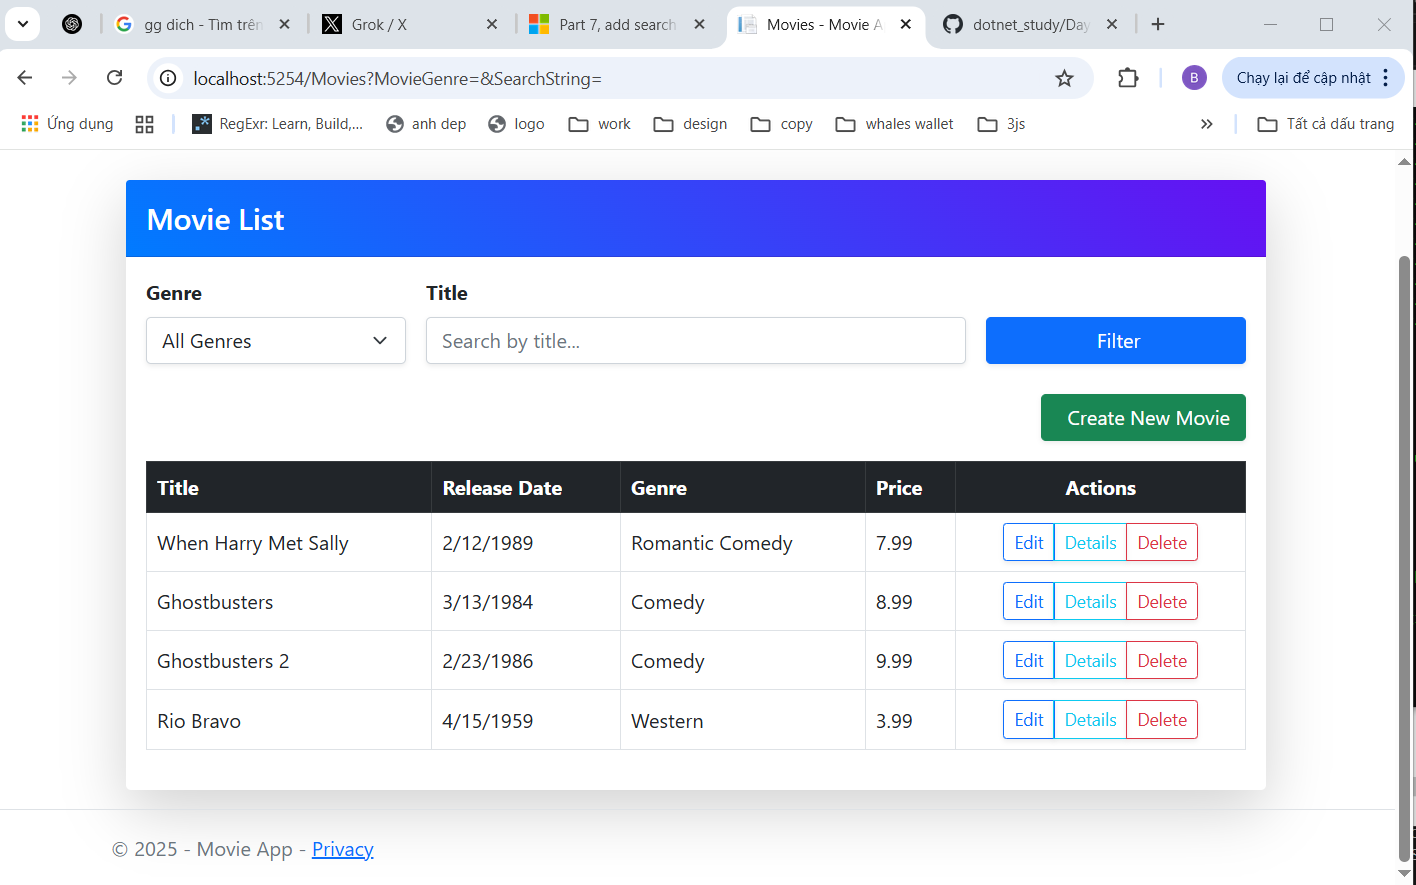 gg dich - Tìm trên
Grok / X
Part 7, add search
Movies - Movie A
dotnet_study/Day
localhost:5254/Movies?MovieGenre=&SearchString=
B
Chạy lại để cập nhật
Ứng dụng
RegExr: Learn, Build,...
anh dep
logo
work
design
copy
whales wallet
3js
Tất cả dấu trang
Movie List
Genre
Title
All Genres
Search by title...
Filter
Create New Movie
Title Release Date Genre Price Actions
When Harry Met Sally 2/12/1989 Romantic Comedy 7.99 Edit Details Delete
Ghostbusters 3/13/1984 Comedy 8.99 Edit Details Delete
Ghostbusters 2 2/23/1986 Comedy 9.99 Edit Details Delete
Rio Bravo 4/15/1959 Western 3.99 Edit Details Delete
© 2025 - Movie App - Privacy